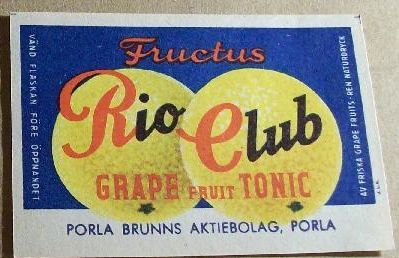 Fructus
Rio Club
GRAPE FRUIT TONIC
PORLA BRUNNS AKTIEBOLAG, PORLA
VÄND FLASKAN FÖRE ÖPPNANDET
AV FRISKA GRAPE FRUITS-REN NATURDRYCK